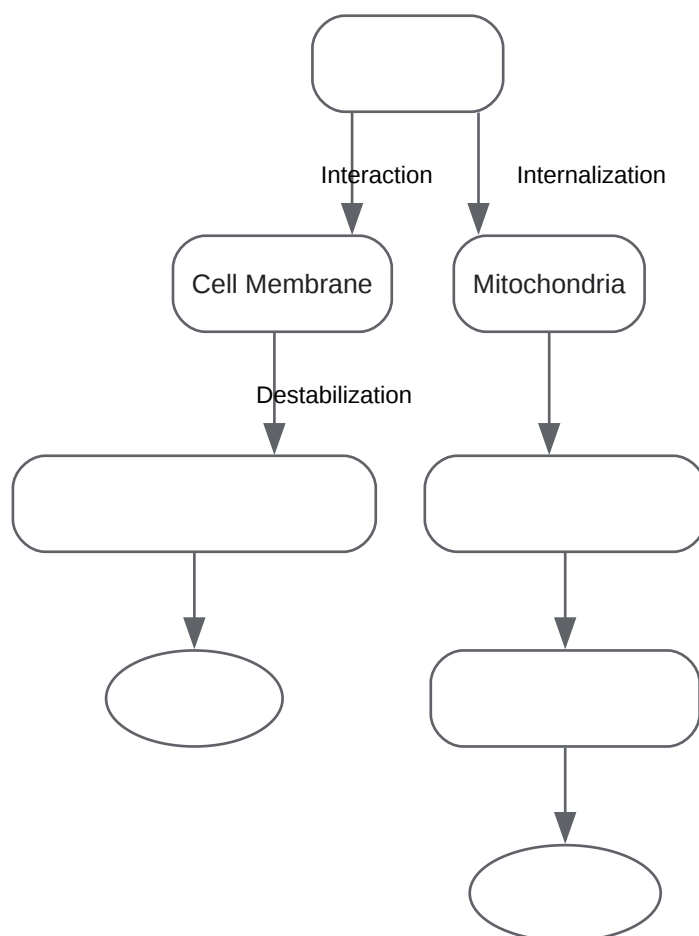 Interaction
Internalization
Cell Membrane
Mitochondria
Destabilization